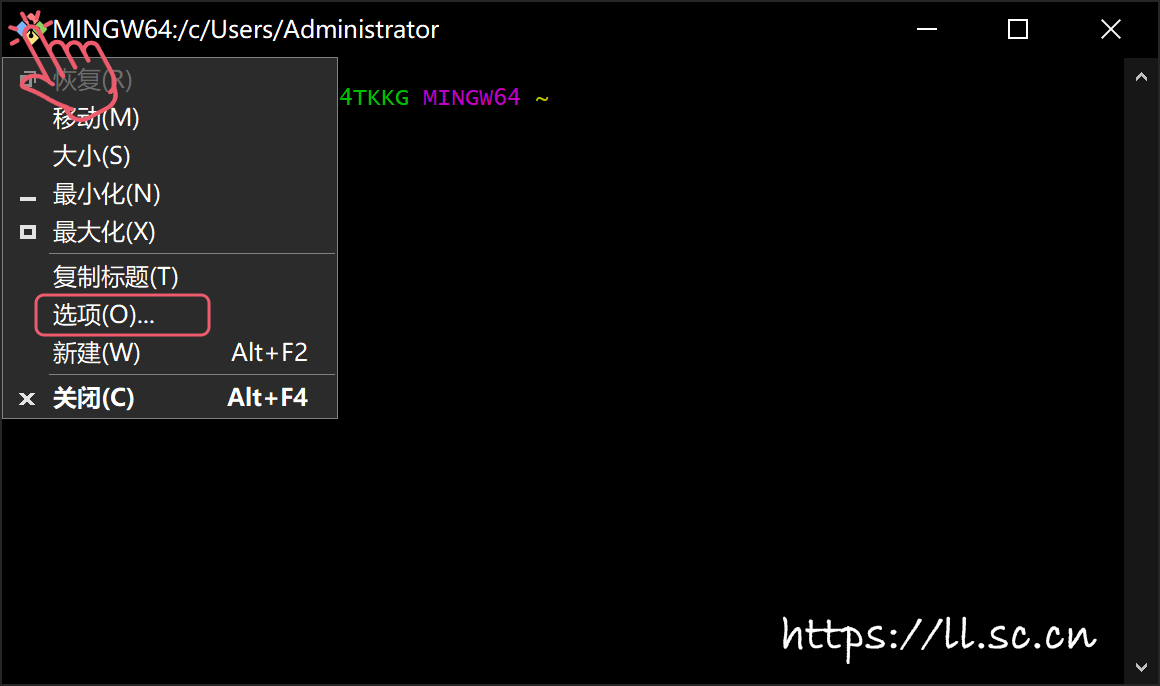 MINGW64:/c/Users/Administrator
4TKKG MINGW64 ~
恢复(R)
移动(M)
大小(S)
最小化(N)
最大化(X)
复制标题(T)
选项(O)...
新建(W) Alt+F2
关闭(C) Alt+F4
https://ll.sc.cn